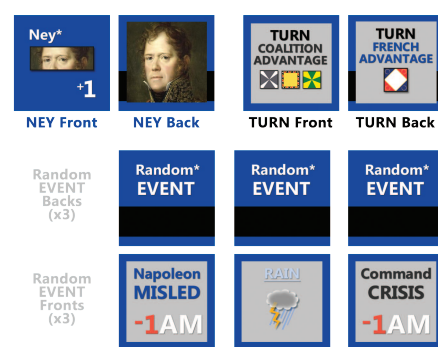 Ney*
+1
TURN
COALITION
ADVANTAGE
TURN
FRENCH
ADVANTAGE
NEY Front
NEY Back
TURN Front
TURN Back
Random
EVENT
Backs
(x3)
Random*
EVENT
Random*
EVENT
Random*
EVENT
Random
EVENT
Fronts
(x3)
Napoleon
MISLED
-1AM
RAIN
Command
CRISIS
-1AM